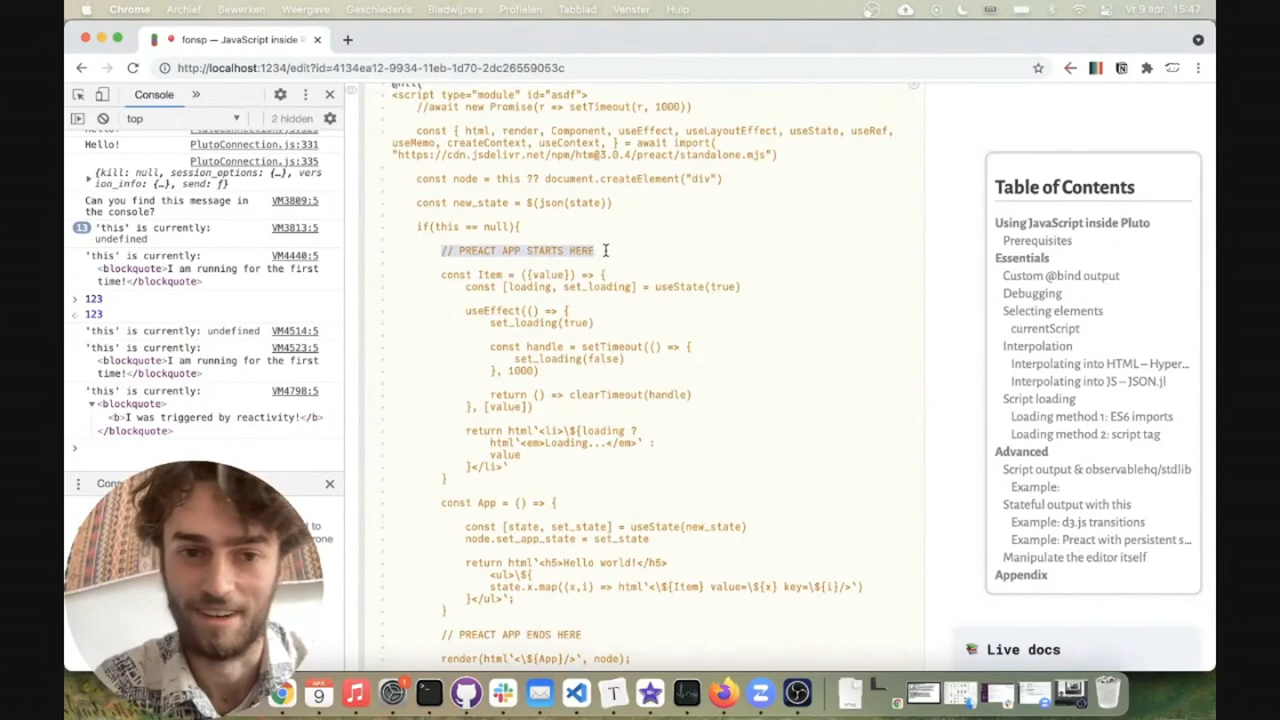 Chrome Archief Bewerken Weergave Geschiedenis Bladwijzers Profielen Tabblad Venster Hulp Vr 9 apr. 15:47
fonsp — JavaScript inside P
http://localhost:1234/edit?id=4134ea12-9934-11eb-1d70-2dc26559053c
Console »
top 2 hidden
Hello! PlutoConnection.js:331
PlutoConnection.js:335
{kill: null, session_options: {…}, ver
sion_info: {…}, send: ƒ}
Can you find this message in VM3809:5
the console?
13 'this' is currently: VM3813:5
undefined
'this' is currently: VM4440:5
<blockquote>I am running for the first
time!</blockquote>
> 123
123
'this' is currently: undefined VM4514:5
'this' is currently: VM4523:5
<blockquote>I am running for the first
time!</blockquote>
'this' is currently: VM4798:5
▼<blockquote>
<b>I was triggered by reactivity!</b>
</blockquote>
>
<script type="module" id="asdf">
//await new Promise(r => setTimeout(r, 1000))
const { html, render, Component, useEffect, useLayoutEffect, useState, useRef,
useMemo, createContext, useContext, } = await import(
"https://cdn.jsdelivr.net/npm/htm@3.0.4/preact/standalone.mjs")
const node = this ?? document.createElement("div")
const new_state = $(json(state))
if(this == null){
// PREACT APP STARTS HERE
const Item = ({value}) => {
const [loading, set_loading] = useState(true)
useEffect(() => {
set_loading(true)
const handle = setTimeout(() => {
set_loading(false)
}, 1000)
return () => clearTimeout(handle)
}, [value])
return html`<li>\${loading ?
html`<em>Loading...</em>` :
value
}</li>`
}
const App = () => {
const [state, set_state] = useState(new_state)
node.set_app_state = set_state
return html`<h5>Hello world!</h5>
<ul>\${
state.x.map((x,i) => html`<\${Item} value=\${x} key=\${i}/>`)
}</ul>`;
}
// PREACT APP ENDS HERE
render(html`<\${App}/>`, node);
Table of Contents
Using JavaScript inside Pluto
Prerequisites
Essentials
Custom @bind output
Debugging
Selecting elements
currentScript
Interpolation
Interpolating into HTML – Hyper...
Interpolating into JS – JSON.jl
Script loading
Loading method 1: ES6 imports
Loading method 2: script tag
Advanced
Script output & observablehq/stdlib
Example:
Stateful output with this
Example: d3.js transitions
Example: Preact with persistent s...
Manipulate the editor itself
Appendix
Live docs